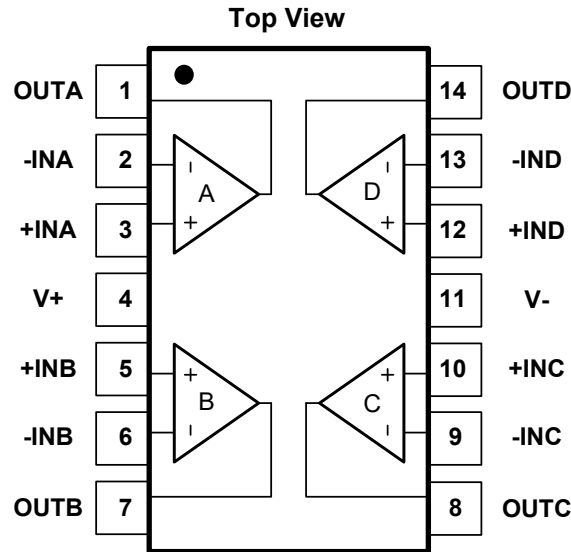 Top View
OUTA 1 14 OUTD
-INA 2 - - 13 -IND
A D
+INA 3 + + 12 +IND
V+ 4 11 V-
+INB 5 + + 10 +INC
B C
-INB 6 - - 9 -INC
OUTB 7 8 OUTC